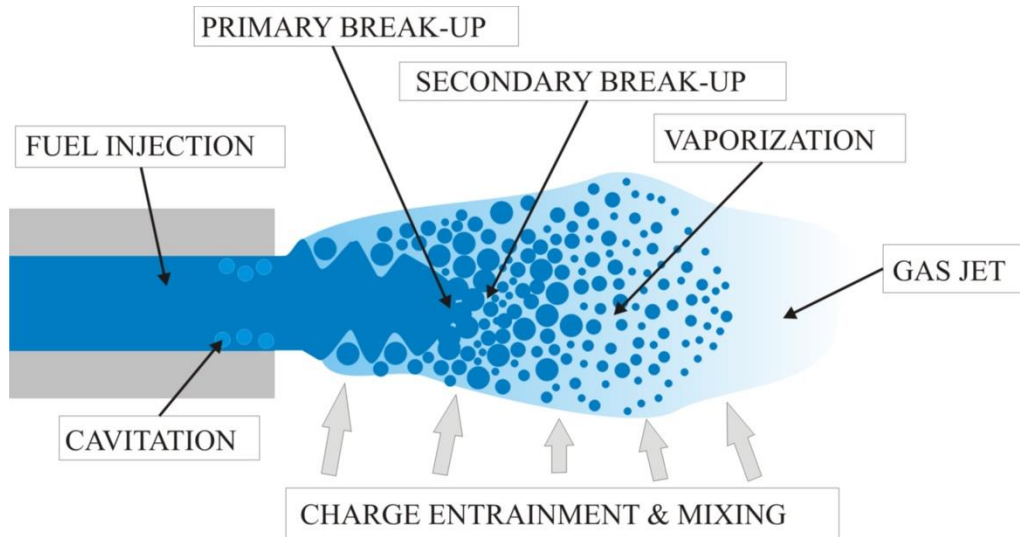 PRIMARY BREAK-UP
SECONDARY BREAK-UP
FUEL INJECTION
VAPORIZATION
GAS JET
CAVITATION
CHARGE ENTRAINMENT & MIXING